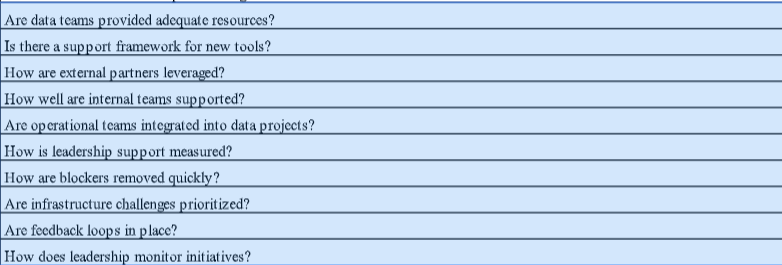 Are data teams provided adequate resources?
Is there a support framework for new tools?
How are external partners leveraged?
How well are internal teams supported?
Are operational teams integrated into data projects?
How is leadership support measured?
How are blockers removed quickly?
Are infrastructure challenges prioritized?
Are feedback loops in place?
How does leadership monitor initiatives?